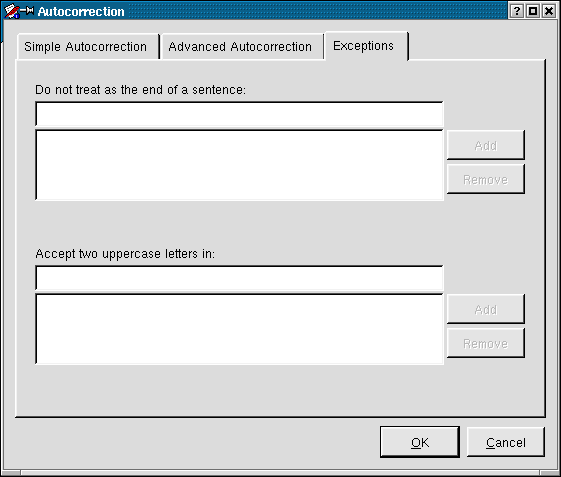 Autocorrection
Simple Autocorrection Advanced Autocorrection Exceptions
Do not treat as the end of a sentence:
Add
Remove
Accept two uppercase letters in:
Add
Remove
OK Cancel